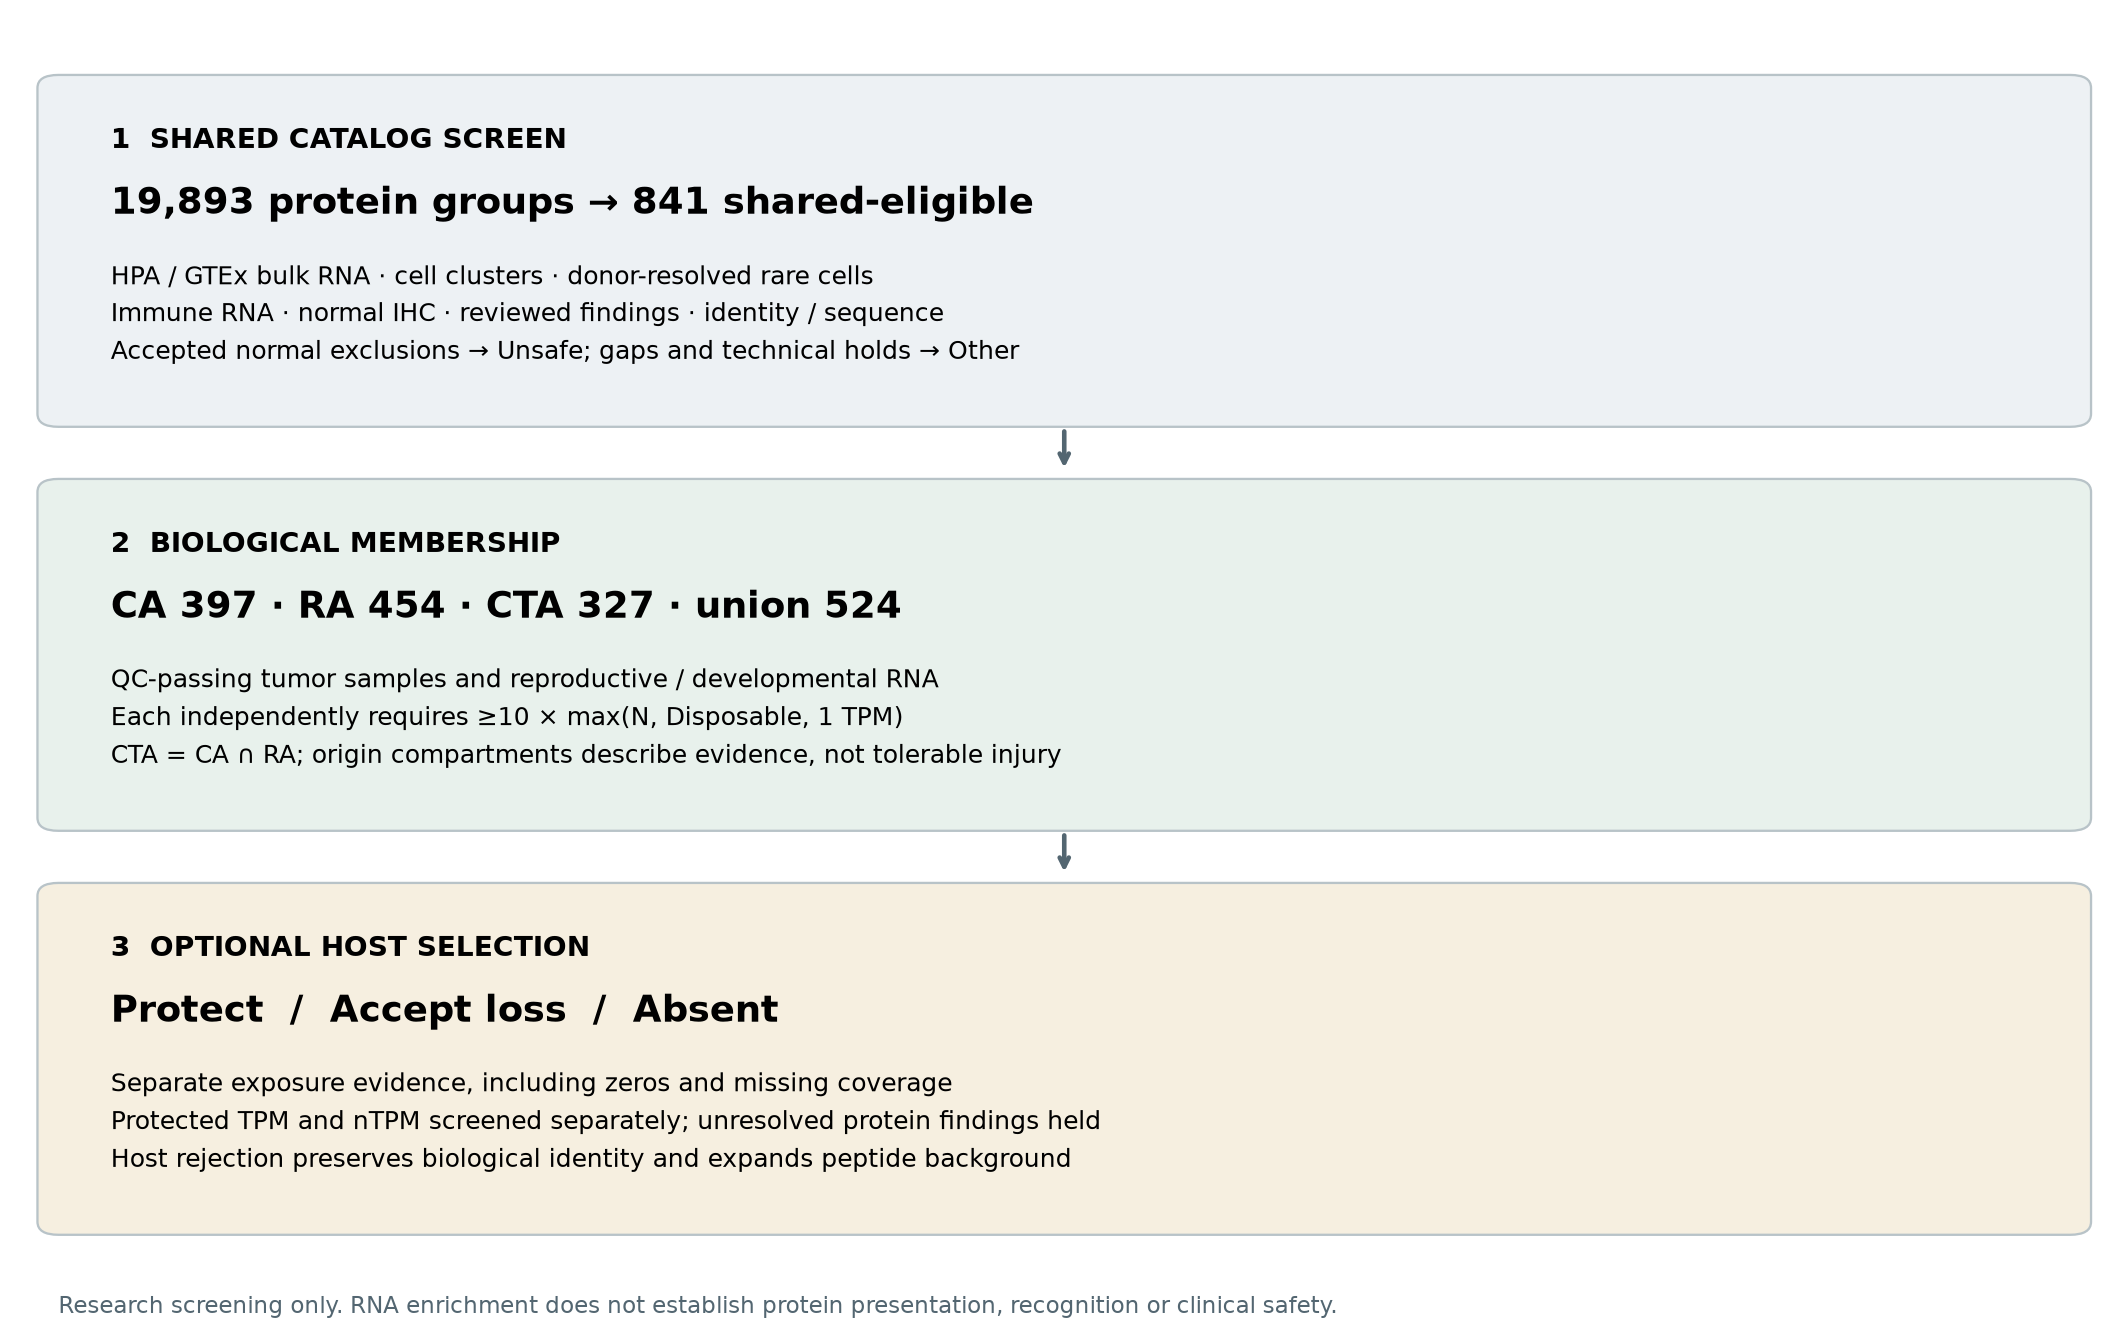 1 SHARED CATALOG SCREEN
19,893 protein groups → 841 shared-eligible
HPA / GTEx bulk RNA · cell clusters · donor-resolved rare cells
Immune RNA · normal IHC · reviewed findings · identity / sequence
Accepted normal exclusions → Unsafe; gaps and technical holds → Other
2 BIOLOGICAL MEMBERSHIP
CA 397 · RA 454 · CTA 327 · union 524
QC-passing tumor samples and reproductive / developmental RNA
Each independently requires ≥10 × max(N, Disposable, 1 TPM)
CTA = CA ∩ RA; origin compartments describe evidence, not tolerable injury
3 OPTIONAL HOST SELECTION
Protect / Accept loss / Absent
Separate exposure evidence, including zeros and missing coverage
Protected TPM and nTPM screened separately; unresolved protein findings held
Host rejection preserves biological identity and expands peptide background
Research screening only. RNA enrichment does not establish protein presentation, recognition or clinical safety.